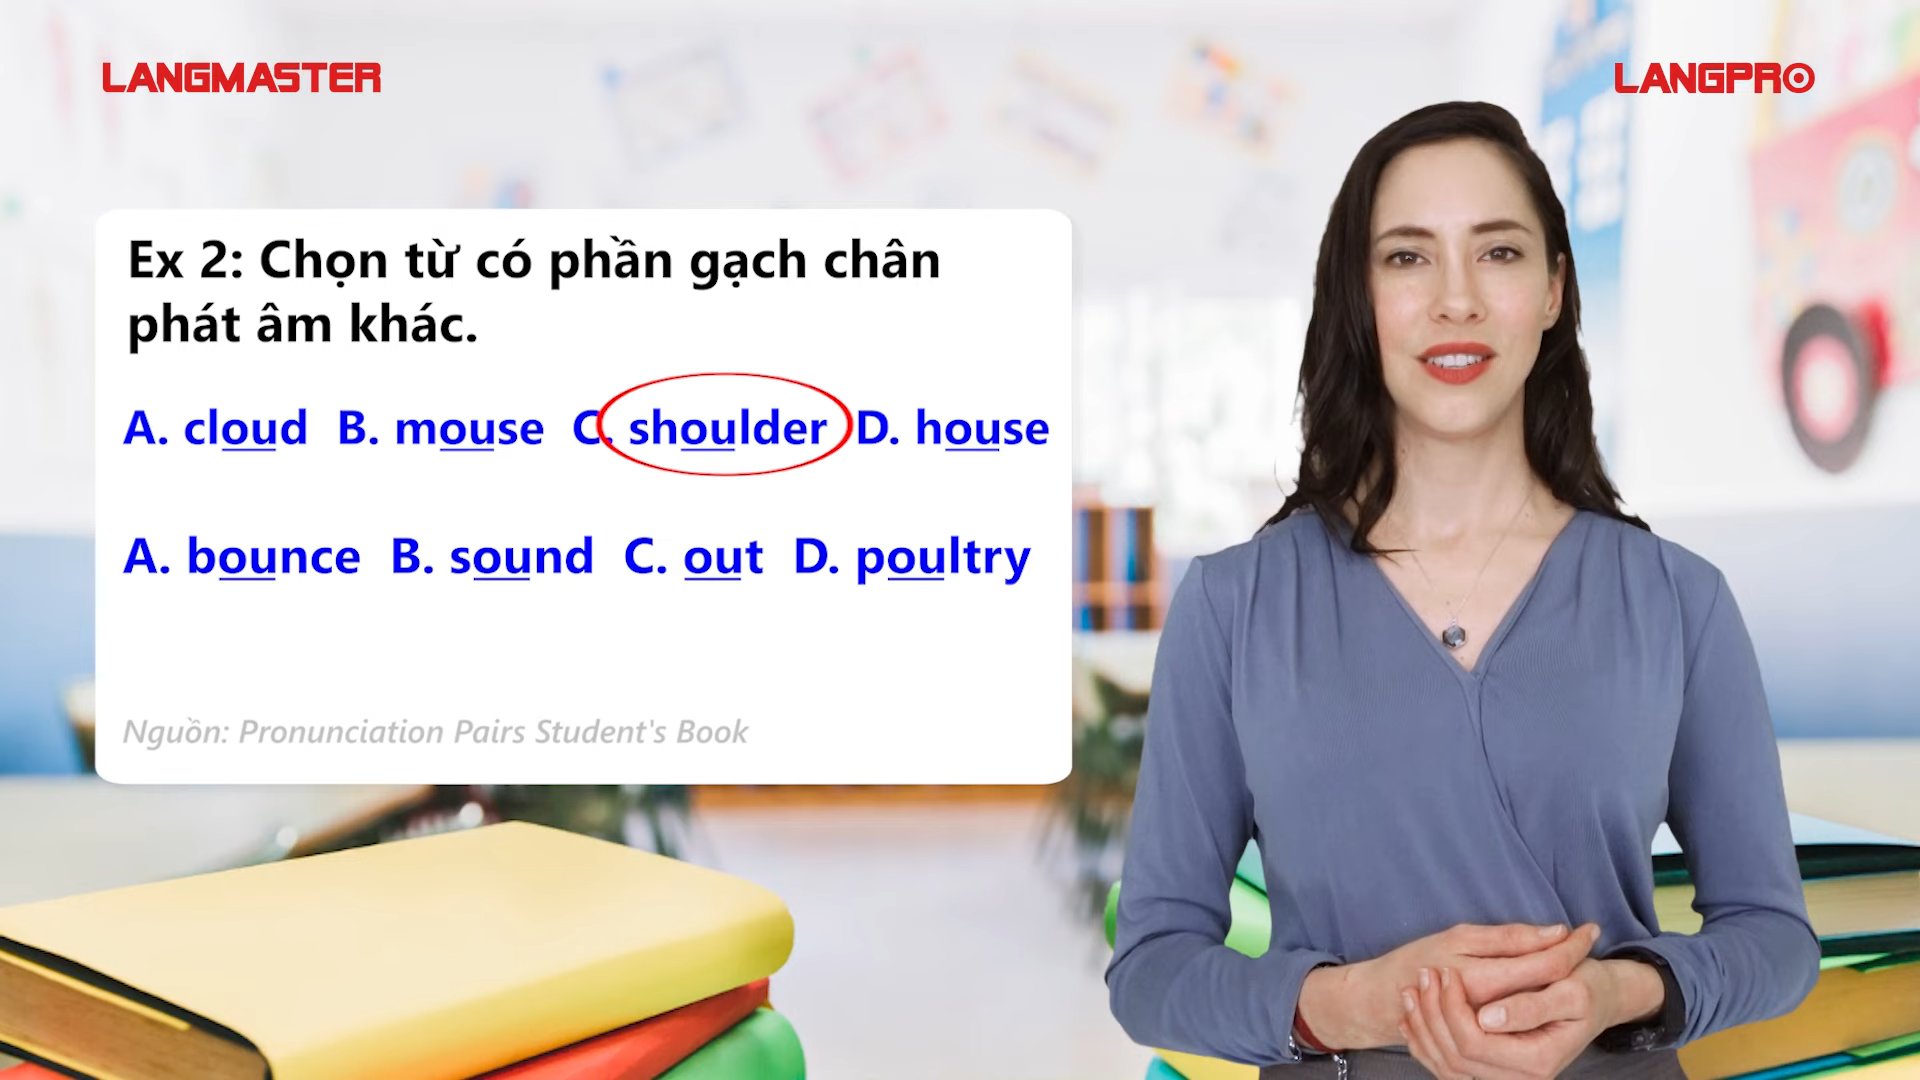 LANGMASTER
LANGPRO
Ex 2: Chọn từ có phần gạch chân
phát âm khác.
A. cloud B. mouse C. shoulder D. house
A. bounce B. sound C. out D. poultry
Nguồn: Pronunciation Pairs Student's Book